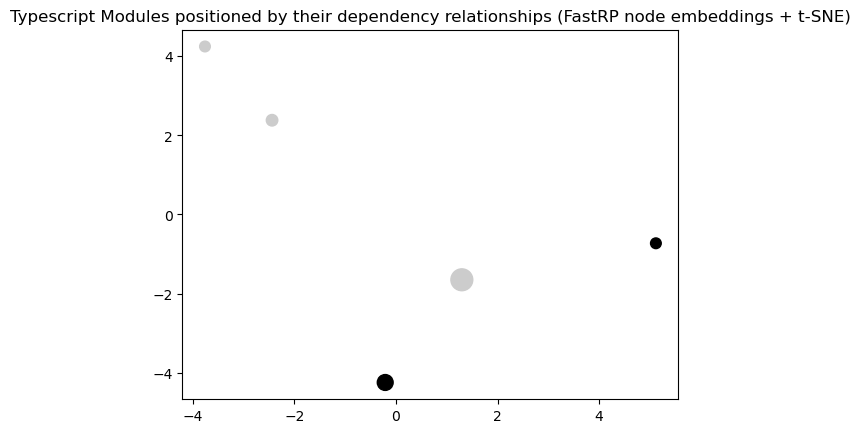 Typescript Modules positioned by their dependency relationships (FastRP node embeddings + t-SNE)
4
2
0
−2
−4
−4 −2 0 2 4